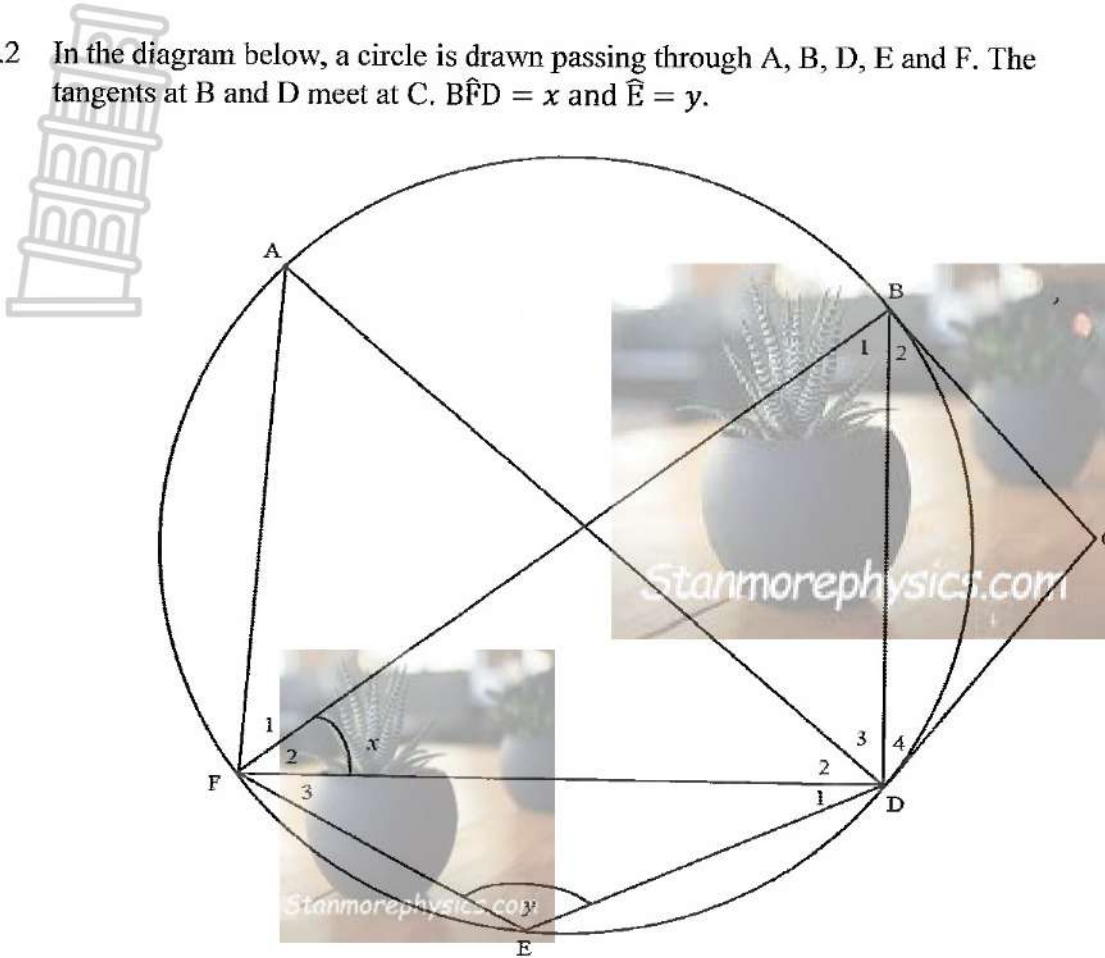 .2 In the diagram below, a circle is drawn passing through A, B, D, E and F. The
tangents at B and D meet at C. BF̂D = x and Ê = y.
A
B
1 2
Stanmorephysics.com
1
2 x
3 4
2
F 3
1
D
Stanmorephysics.com
y
E